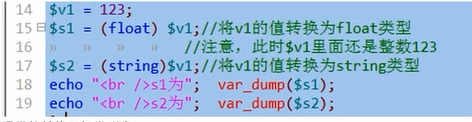 14 $v1 = 123;
15 $s1 = (float) $v1;//将v1的值转换为float类型
16 » » » » //注意，此时$v1里面还是整数123
17 $s2 = (string)$v1;//将v1的值转换为string类型
18 echo "<br />s1为"; var_dump($s1);
19 echo "<br />s2为"; var_dump($s2);